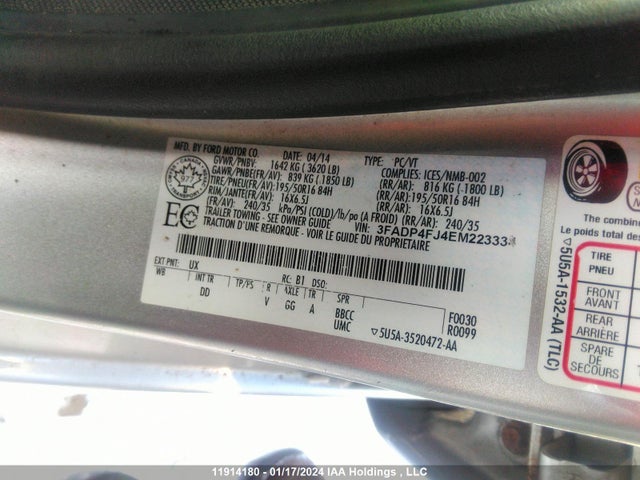 MFD. BY FORD MOTOR CO.
DATE: 04/14
TYPE: PC/VT
GVWR/PNBV: 1642 KG ( 3620 LB)
COMPLIES: ICES/NMB-002
GAWR/PNBE(FR/AV): 839 KG (.1850 LB)
(RR/AR): 816 KG (.1800 LB)
TIRE/PNEU(FR/AV):195/50R16 84H
(RR/AR):195/50R16 84H
RIM/JANTE(FR/AV): 16X6.5J
(RR/AR): 16X6.5J
(FR/AV): 240/35 kPa/PSI (COLD)/lb/po (A FROID) (RR/AR): 240/35
TRAILER TOWING - SEE OWNER GUIDE
VIN: 3FADP4FJ4EM22333
TRACTION D'UNE REMORQUE - VOIR LE GUIDE DU PROPRIETAIRE
CANADA
EC
EXT PNT: UX RC: B1 DSO:
WB INT TR TP/PS R AXLE TR SPR
DD V GG A BBCC F0030
UMC R0099
▽5U5A-3520472-AA
▽5U5A-1532-AA (TLC)
The combine
Le poids total des
TIRE
PNEU
FRONT
AVANT
REAR
ARRIÈRE
SPARE
DE
SECOURS
11914180 - 01/17/2024 IAA Holdings , LLC